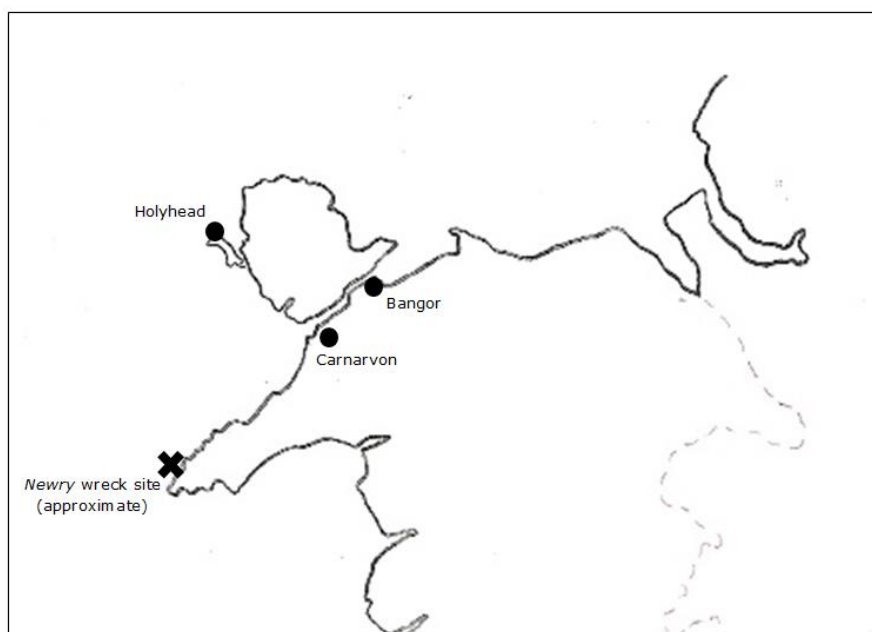 Holyhead
Bangor
Carnarvon
Newry wreck site
(approximate)